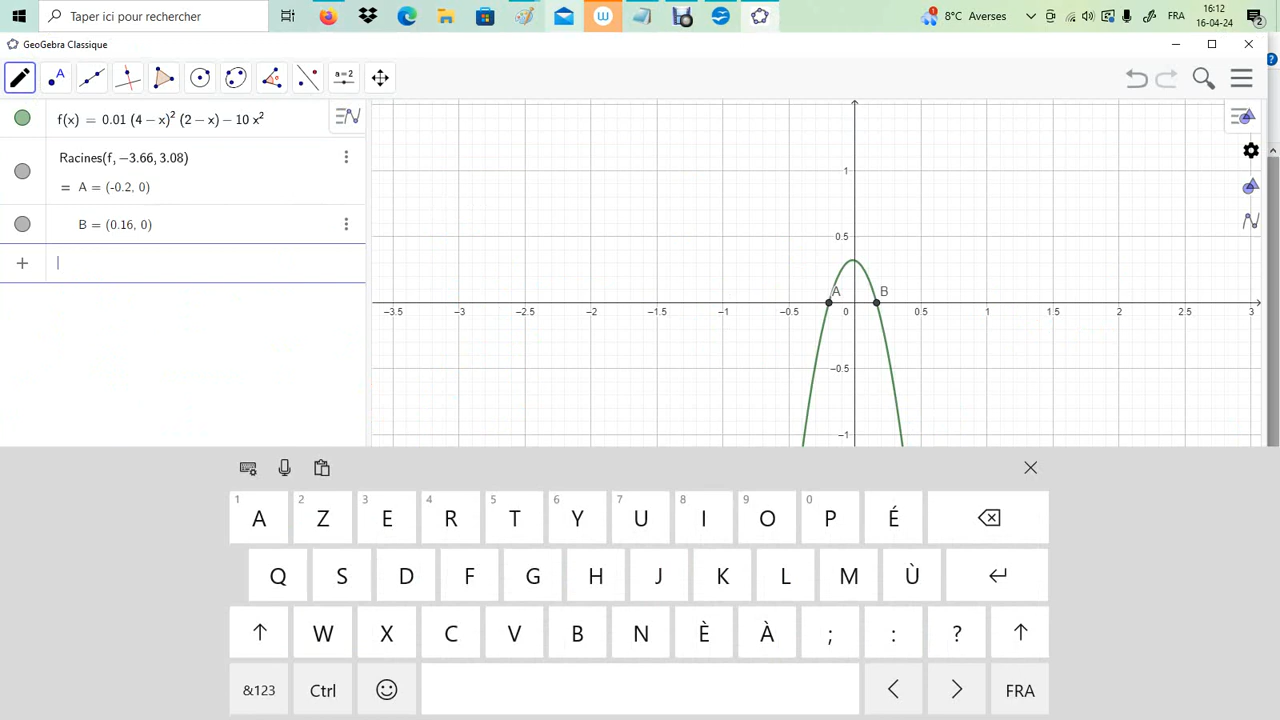 Taper ici pour rechercher
W
8°C Averses
FRA
16:12
16-04-24
2
GeoGebra Classique
A
a=2
f(x) = 0.01 (4 − x)² (2 − x) − 10 x²
Racines(f, −3.66, 3.08)
= A = (-0.2, 0)
B = (0.16, 0)
+
1
0.5
A
B
−3.5 −3 −2.5 −2 −1.5 −1 −0.5 0 0.5 1 1.5 2 2.5 3
−0.5
−1
1 2 3 4 5 6 7 8 9 0
A Z E R T Y U I O P É
Q S D F G H J K L M Ù
W X C V B N È À ; : ?
&123 Ctrl FRA